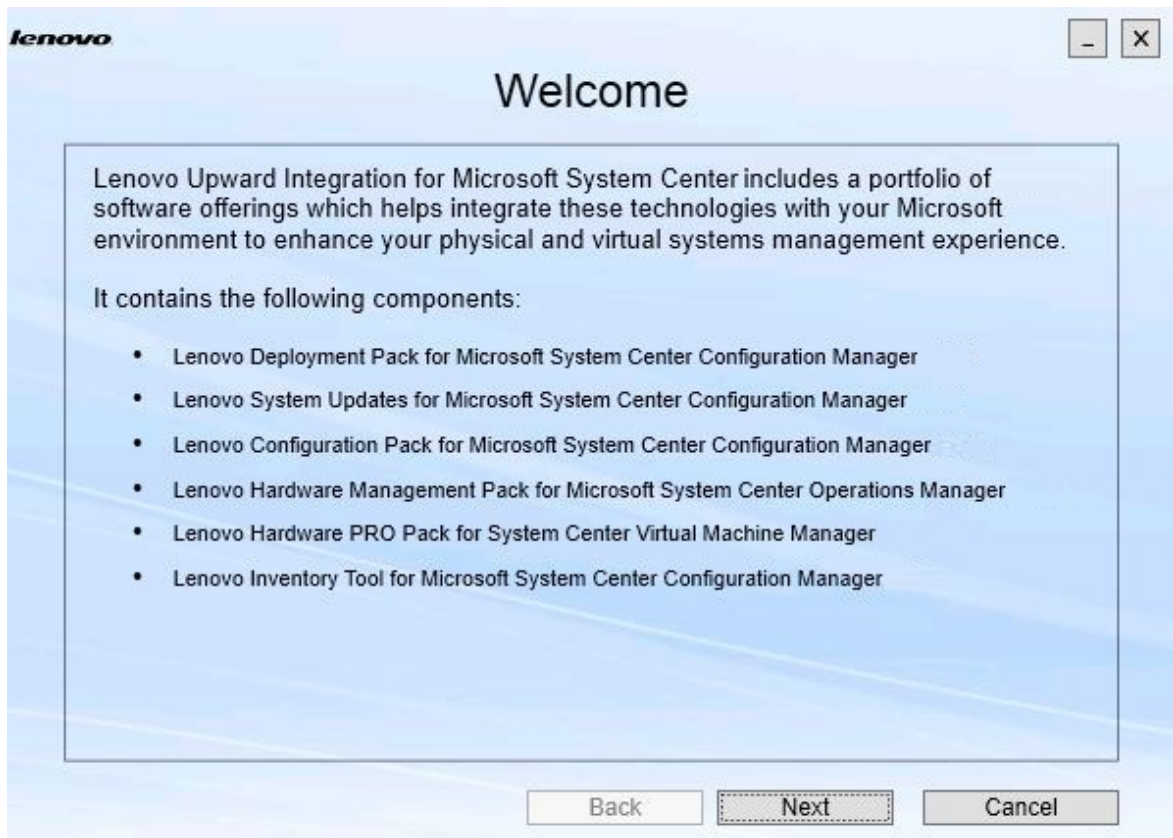 lenovo
Welcome
Lenovo Upward Integration for Microsoft System Center includes a portfolio of
software offerings which helps integrate these technologies with your Microsoft
environment to enhance your physical and virtual systems management experience.
It contains the following components:
• Lenovo Deployment Pack for Microsoft System Center Configuration Manager
• Lenovo System Updates for Microsoft System Center Configuration Manager
• Lenovo Configuration Pack for Microsoft System Center Configuration Manager
• Lenovo Hardware Management Pack for Microsoft System Center Operations Manager
• Lenovo Hardware PRO Pack for System Center Virtual Machine Manager
• Lenovo Inventory Tool for Microsoft System Center Configuration Manager
Back Next Cancel